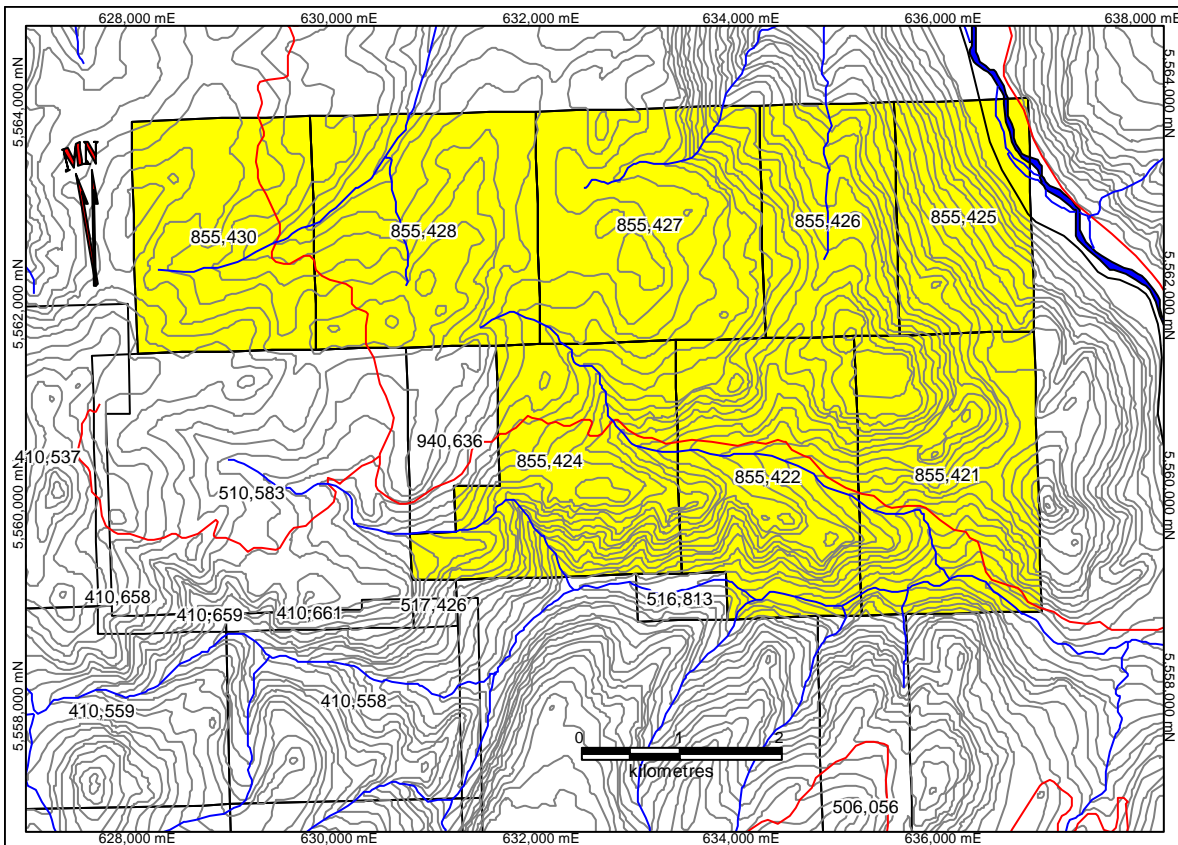 628,000 mE
630,000 mE
632,000 mE
634,000 mE
636,000 mE
638,000 mE
5,564,000 mN
5,564,000 mN
MN
855,430
855,428
855,427
855,426
855,425
5,562,000 mN
5,562,000 mN
410,537
940,636
855,424
855,422
855,421
510,583
5,560,000 mN
5,560,000 mN
410,658
410,659
410,661
517,426
516,813
410,559
410,558
5,558,000 mN
5,558,000 mN
0 1 2
kilometres
506,056
628,000 mE
630,000 mE
632,000 mE
634,000 mE
636,000 mE